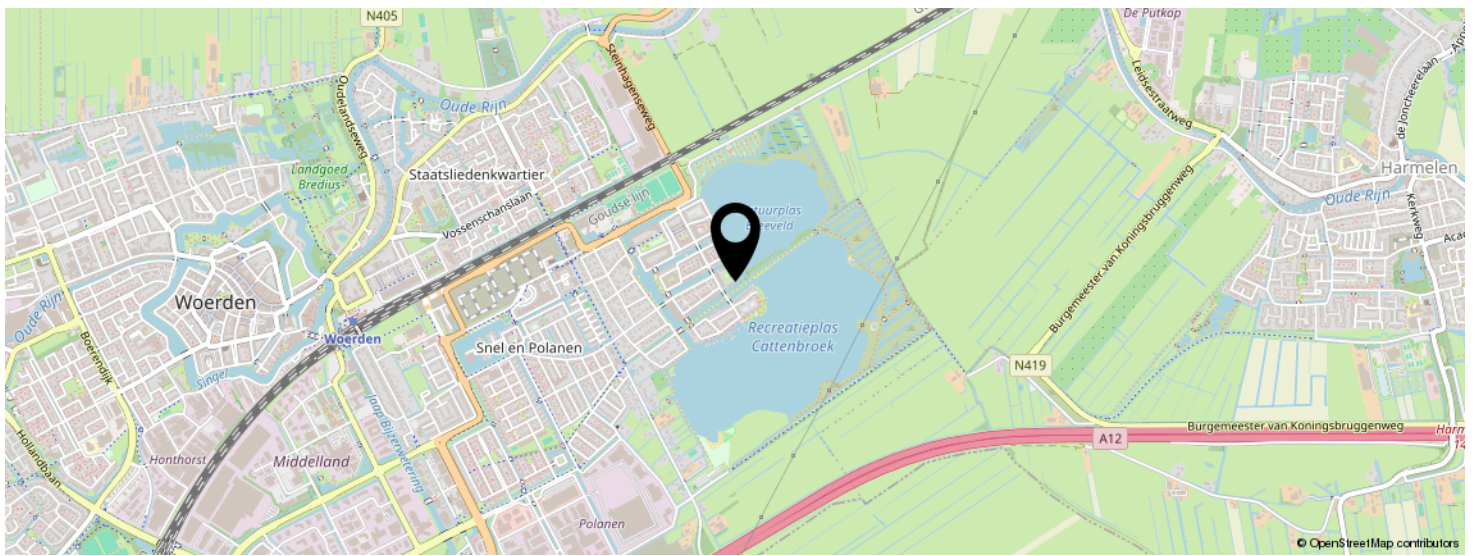 N405
De Putkop
Steinhagenseweg
Oudelandseweg
Oude Rijn
Leidsestraatweg
de Joncheerelaan
Landgoed
Bredius
Staatsliedenkwartier
Goudse lijn
Vossenschanslaan
Harmelen
Oude Rijn
Kerkweg
Burgemeester van Koningsbruggenweg
Woerden
Oude Rijn
Boerendijk
Singel
Woerden
Snel en Polanen
Recreatieplas
Cattenbroek
N419
Jaap Bijzerwetering
Hollandbaan
Honthorst
Middelland
A12
Burgemeester van Koningsbruggenweg
Polanen
© OpenStreetMap contributors